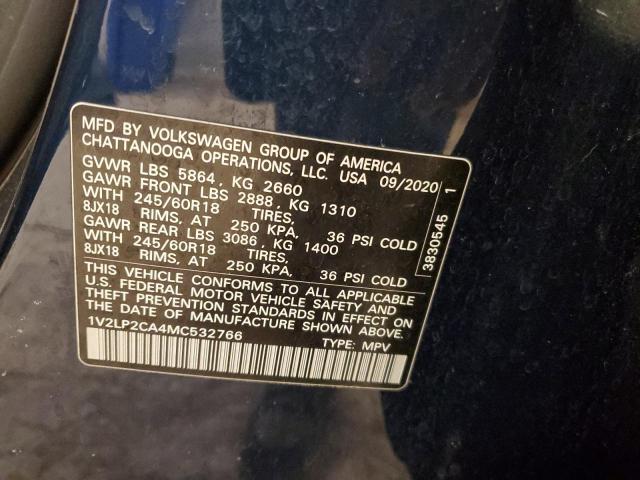 MFD BY VOLKSWAGEN GROUP OF AMERICA
CHATTANOOGA OPERATIONS, LLC. USA 09/2020
GVWR LBS 5864, KG 2660
GAWR FRONT LBS 2888, KG 1310
WITH 245/60R18 TIRES,
8JX18 RIMS, AT 250 KPA, 36 PSI COLD
GAWR REAR LBS 3086, KG 1400
WITH 245/60R18 TIRES,
8JX18 RIMS, AT 250 KPA, 36 PSI COLD
THIS VEHICLE CONFORMS TO ALL APPLICABLE
U.S. FEDERAL MOTOR VEHICLE SAFETY AND
THEFT PREVENTION STANDARDS IN EFFECT ON
THE DATE OF MANUFACTURE SHOWN ABOVE.
1V2LP2CA4MC532766 TYPE: MPV
3830545 1